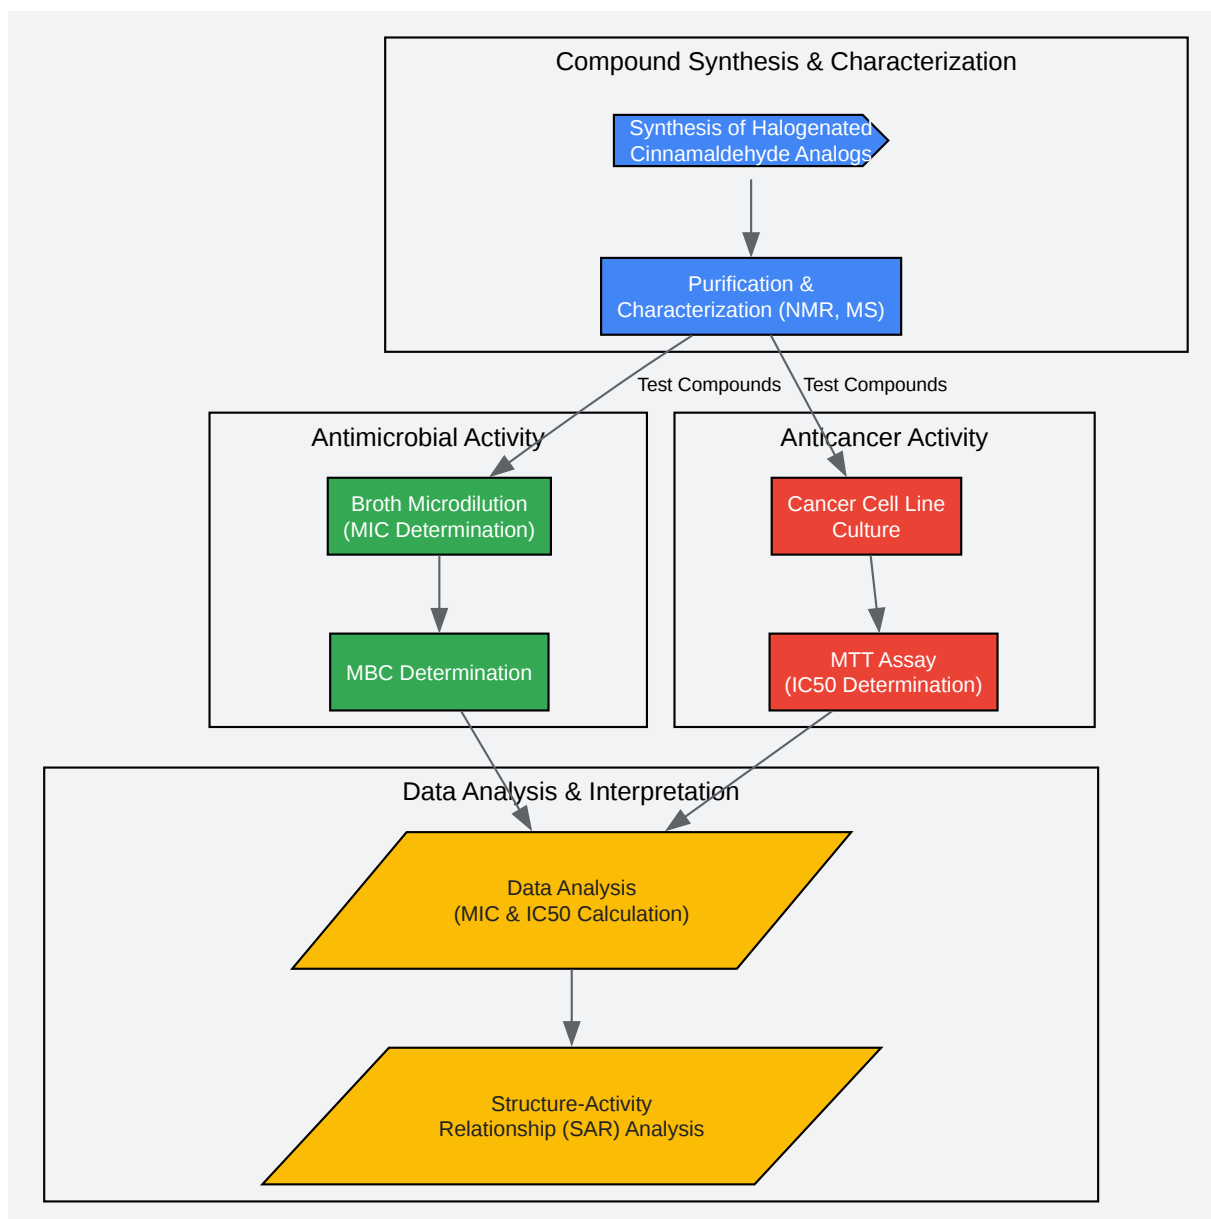 Compound Synthesis & Characterization
Synthesis of Halogenated
Cinnamaldehyde Analogs
Purification &
Characterization (NMR, MS)
Test Compounds
Test Compounds
Antimicrobial Activity
Broth Microdilution
(MIC Determination)
MBC Determination
Anticancer Activity
Cancer Cell Line
Culture
MTT Assay
(IC50 Determination)
Data Analysis & Interpretation
Data Analysis
(MIC & IC50 Calculation)
Structure-Activity
Relationship (SAR) Analysis